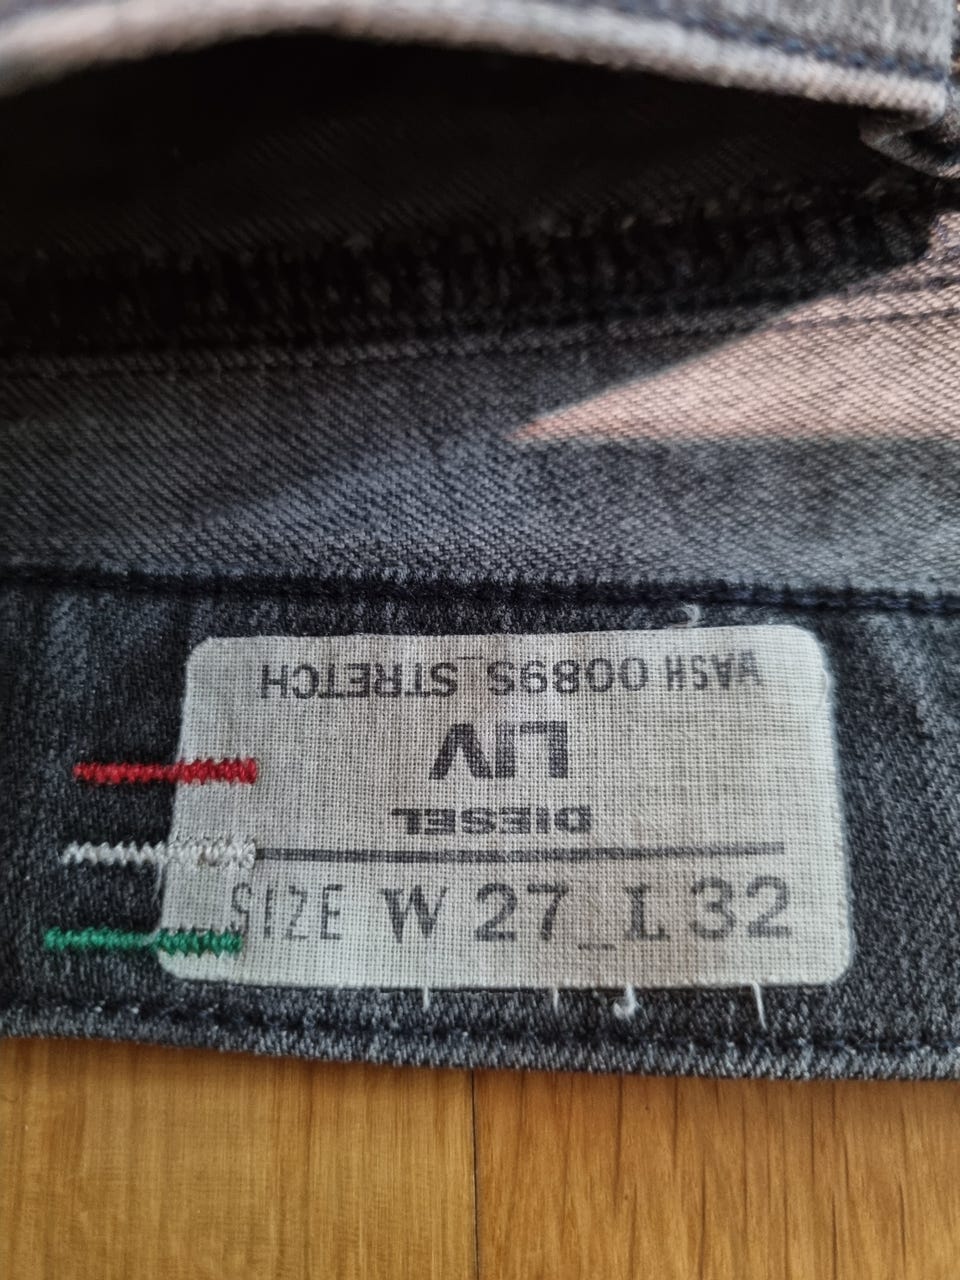 WASH 0089S_STRETCH
LIV
DIESEL
SIZE W 27_L 32